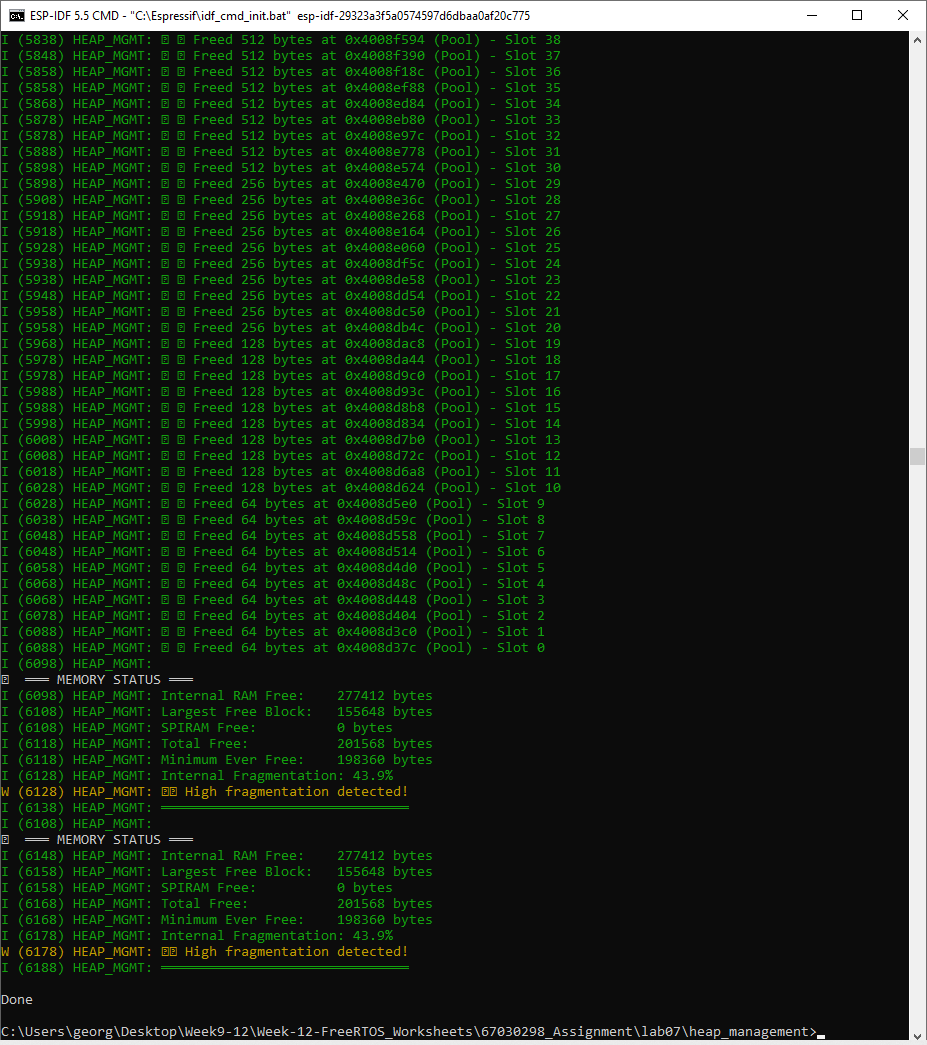 ESP-IDF 5.5 CMD - "C:\Espressif\idf_cmd_init.bat" esp-idf-29323a3f5a0574597d6dbaa0af20c775
I (5838) HEAP_MGMT: Freed 512 bytes at 0x4008f594 (Pool) - Slot 38
I (5848) HEAP_MGMT: Freed 512 bytes at 0x4008f390 (Pool) - Slot 37
I (5858) HEAP_MGMT: Freed 512 bytes at 0x4008f18c (Pool) - Slot 36
I (5858) HEAP_MGMT: Freed 512 bytes at 0x4008ef88 (Pool) - Slot 35
I (5868) HEAP_MGMT: Freed 512 bytes at 0x4008ed84 (Pool) - Slot 34
I (5878) HEAP_MGMT: Freed 512 bytes at 0x4008eb80 (Pool) - Slot 33
I (5878) HEAP_MGMT: Freed 512 bytes at 0x4008e97c (Pool) - Slot 32
I (5888) HEAP_MGMT: Freed 512 bytes at 0x4008e778 (Pool) - Slot 31
I (5898) HEAP_MGMT: Freed 512 bytes at 0x4008e574 (Pool) - Slot 30
I (5898) HEAP_MGMT: Freed 256 bytes at 0x4008e470 (Pool) - Slot 29
I (5908) HEAP_MGMT: Freed 256 bytes at 0x4008e36c (Pool) - Slot 28
I (5918) HEAP_MGMT: Freed 256 bytes at 0x4008e268 (Pool) - Slot 27
I (5918) HEAP_MGMT: Freed 256 bytes at 0x4008e164 (Pool) - Slot 26
I (5928) HEAP_MGMT: Freed 256 bytes at 0x4008e060 (Pool) - Slot 25
I (5938) HEAP_MGMT: Freed 256 bytes at 0x4008df5c (Pool) - Slot 24
I (5938) HEAP_MGMT: Freed 256 bytes at 0x4008de58 (Pool) - Slot 23
I (5948) HEAP_MGMT: Freed 256 bytes at 0x4008dd54 (Pool) - Slot 22
I (5958) HEAP_MGMT: Freed 256 bytes at 0x4008dc50 (Pool) - Slot 21
I (5958) HEAP_MGMT: Freed 256 bytes at 0x4008db4c (Pool) - Slot 20
I (5968) HEAP_MGMT: Freed 128 bytes at 0x4008dac8 (Pool) - Slot 19
I (5978) HEAP_MGMT: Freed 128 bytes at 0x4008da44 (Pool) - Slot 18
I (5978) HEAP_MGMT: Freed 128 bytes at 0x4008d9c0 (Pool) - Slot 17
I (5988) HEAP_MGMT: Freed 128 bytes at 0x4008d93c (Pool) - Slot 16
I (5988) HEAP_MGMT: Freed 128 bytes at 0x4008d8b8 (Pool) - Slot 15
I (5998) HEAP_MGMT: Freed 128 bytes at 0x4008d834 (Pool) - Slot 14
I (6008) HEAP_MGMT: Freed 128 bytes at 0x4008d7b0 (Pool) - Slot 13
I (6008) HEAP_MGMT: Freed 128 bytes at 0x4008d72c (Pool) - Slot 12
I (6018) HEAP_MGMT: Freed 128 bytes at 0x4008d6a8 (Pool) - Slot 11
I (6028) HEAP_MGMT: Freed 128 bytes at 0x4008d624 (Pool) - Slot 10
I (6028) HEAP_MGMT: Freed 64 bytes at 0x4008d5e0 (Pool) - Slot 9
I (6038) HEAP_MGMT: Freed 64 bytes at 0x4008d59c (Pool) - Slot 8
I (6048) HEAP_MGMT: Freed 64 bytes at 0x4008d558 (Pool) - Slot 7
I (6048) HEAP_MGMT: Freed 64 bytes at 0x4008d514 (Pool) - Slot 6
I (6058) HEAP_MGMT: Freed 64 bytes at 0x4008d4d0 (Pool) - Slot 5
I (6068) HEAP_MGMT: Freed 64 bytes at 0x4008d48c (Pool) - Slot 4
I (6068) HEAP_MGMT: Freed 64 bytes at 0x4008d448 (Pool) - Slot 3
I (6078) HEAP_MGMT: Freed 64 bytes at 0x4008d404 (Pool) - Slot 2
I (6088) HEAP_MGMT: Freed 64 bytes at 0x4008d3c0 (Pool) - Slot 1
I (6088) HEAP_MGMT: Freed 64 bytes at 0x4008d37c (Pool) - Slot 0
I (6098) HEAP_MGMT:
═══ MEMORY STATUS ═══
I (6098) HEAP_MGMT: Internal RAM Free:    277412 bytes
I (6108) HEAP_MGMT: Largest Free Block:   155648 bytes
I (6108) HEAP_MGMT: SPIRAM Free:          0 bytes
I (6118) HEAP_MGMT: Total Free:           201568 bytes
I (6118) HEAP_MGMT: Minimum Ever Free:    198360 bytes
I (6128) HEAP_MGMT: Internal Fragmentation: 43.9%
W (6128) HEAP_MGMT: High fragmentation detected!
I (6138) HEAP_MGMT: ═══════════════════════════════
I (6108) HEAP_MGMT:
═══ MEMORY STATUS ═══
I (6148) HEAP_MGMT: Internal RAM Free:    277412 bytes
I (6158) HEAP_MGMT: Largest Free Block:   155648 bytes
I (6158) HEAP_MGMT: SPIRAM Free:          0 bytes
I (6168) HEAP_MGMT: Total Free:           201568 bytes
I (6168) HEAP_MGMT: Minimum Ever Free:    198360 bytes
I (6178) HEAP_MGMT: Internal Fragmentation: 43.9%
W (6178) HEAP_MGMT: High fragmentation detected!
I (6188) HEAP_MGMT: ═══════════════════════════════
Done
C:\Users\georg\Desktop\Week9-12\Week-12-FreeRTOS_Worksheets\67030298_Assignment\lab07\heap_management>